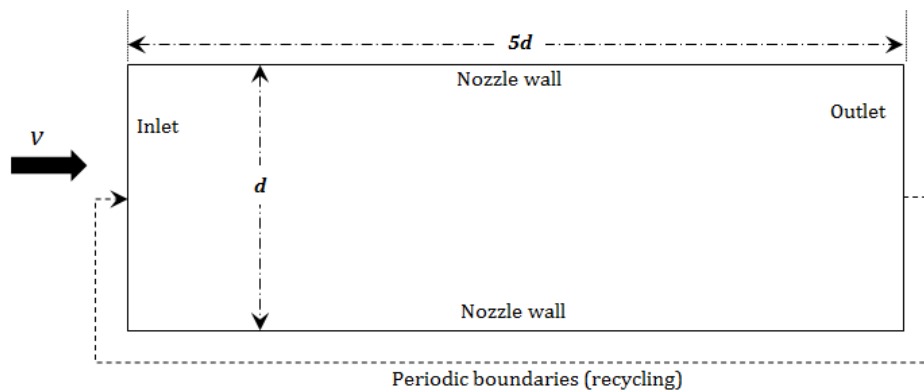 5d
Nozzle wall
Inlet
Outlet
V
d
Nozzle wall
Periodic boundaries (recycling)